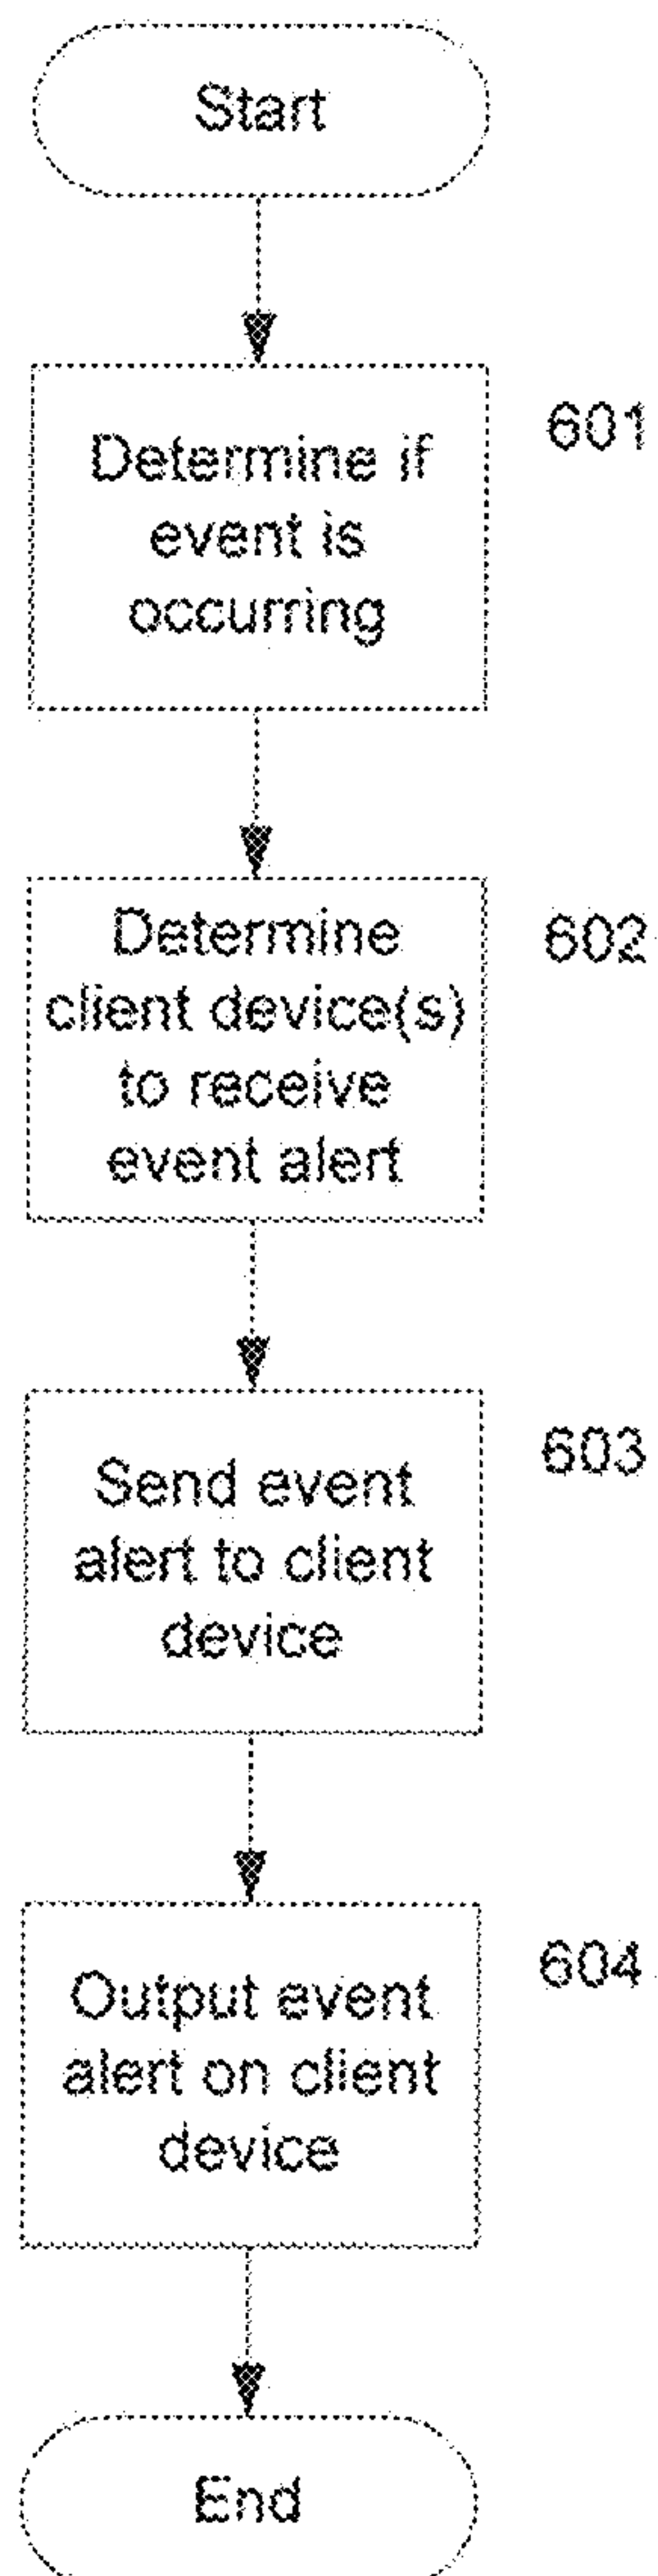 Start
Determine if
event is
occurring
601
Determine
client device(s)
to receive
event alert
602
Send event
alert to client
device
603
Output event
alert on client
device
604
End